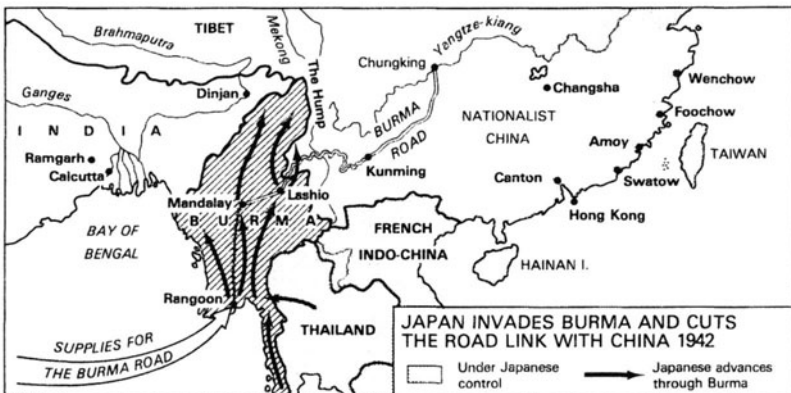 TIBET
Brahmaputra
Mekong
The Hump
Chungking
Yangtze-kiang
Changsha
Wenchow
Dinjan
Ganges
BURMA
ROAD
NATIONALIST
CHINA
Foochow
INDIA
Ramgarh
Calcutta
Kunming
Amoy
TAIWAN
Lashio
Canton
Swatow
Mandalay
BURMA
Hong Kong
BAY OF
BENGAL
FRENCH
INDO-CHINA
HAINAN I.
Rangoon
THAILAND
SUPPLIES FOR
THE BURMA ROAD
JAPAN INVADES BURMA AND CUTS
THE ROAD LINK WITH CHINA 1942
Under Japanese
control
Japanese advances
through Burma